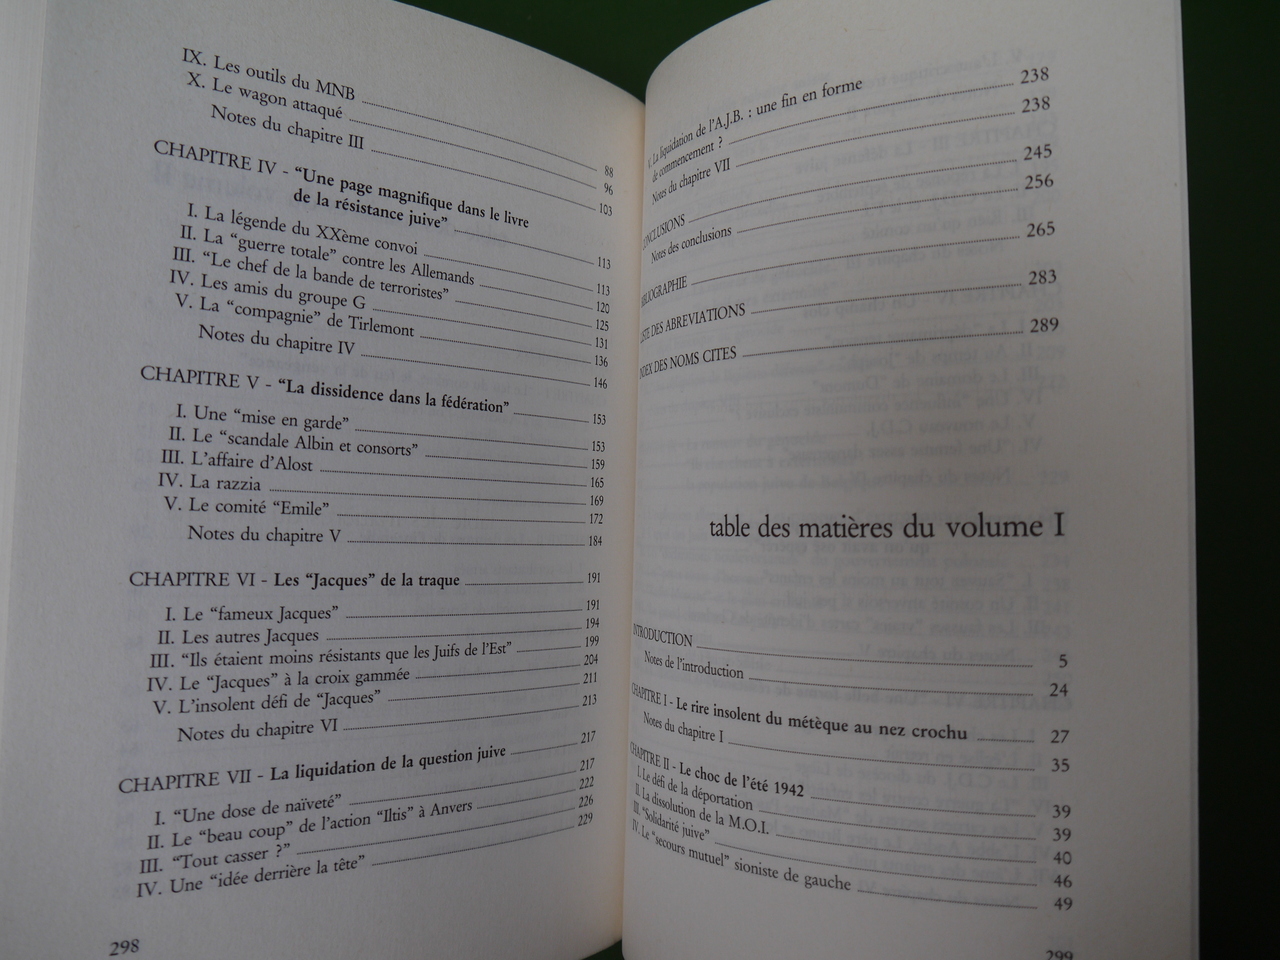 IX. Les outils du MNB 88
X. Le wagon attaqué 96
Notes du chapitre III 103
CHAPITRE IV - “Une page magnifique dans le livre
de la résistance juive” 113
I. La légende du XXème convoi 113
II. La “guerre totale” contre les Allemands 120
III. “Le chef de la bande de terroristes” 125
IV. Les amis du groupe G 131
V. La “compagnie” de Tirlemont 136
Notes du chapitre IV 146
CHAPITRE V - “La dissidence dans la fédération” 153
I. Une “mise en garde” 153
II. Le “scandale Albin et consorts” 159
III. L’affaire d’Alost 165
IV. La razzia 169
V. Le comité “Emile” 172
Notes du chapitre V 184
CHAPITRE VI - Les “Jacques” de la traque 191
I. Le “fameux Jacques” 191
II. Les autres Jacques 194
III. “Ils étaient moins résistants que les Juifs de l’Est” 199
IV. Le “Jacques” à la croix gammée 204
V. L’insolent défi de “Jacques” 211
Notes du chapitre VI 213
CHAPITRE VII - La liquidation de la question juive 217
I. “Une dose de naïveté” 217
II. Le “beau coup” de l’action “Iltis” à Anvers 222
III. “Tout casser ?” 226
IV. Une “idée derrière la tête” 229
298
V. La liquidation de l’A.J.B. : une fin en forme
de commencement ? 238
Notes du chapitre VII 238
CONCLUSIONS 245
Notes des conclusions 256
BIBLIOGRAPHIE 265
LISTE DES ABREVIATIONS 283
INDEX DES NOMS CITES 289
table des matières du volume I
INTRODUCTION 5
Notes de l’introduction 24
CHAPITRE I - Le rire insolent du métèque au nez crochu 27
Notes du chapitre I 35
CHAPITRE II - Le choc de l’été 1942 39
I. Le défi de la déportation 39
II. La dissolution de la M.O.I. 40
III. “Solidarité juive” 46
IV. Le “secours mutuel” sioniste de gauche 49
299